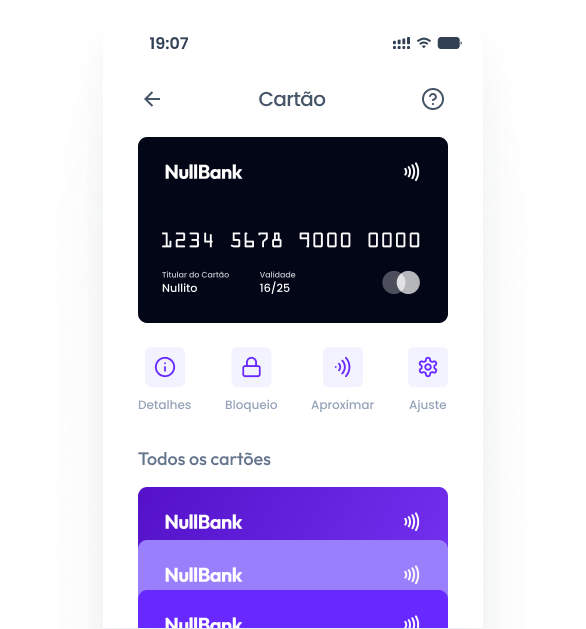 19:07
Cartão
NullBank
1234 5678 9000 0000
Titular do Cartão Validade
Nullito 16/25
Detalhes Bloqueio Aproximar Ajuste
Todos os cartões
NullBank
NullBank
NullBank